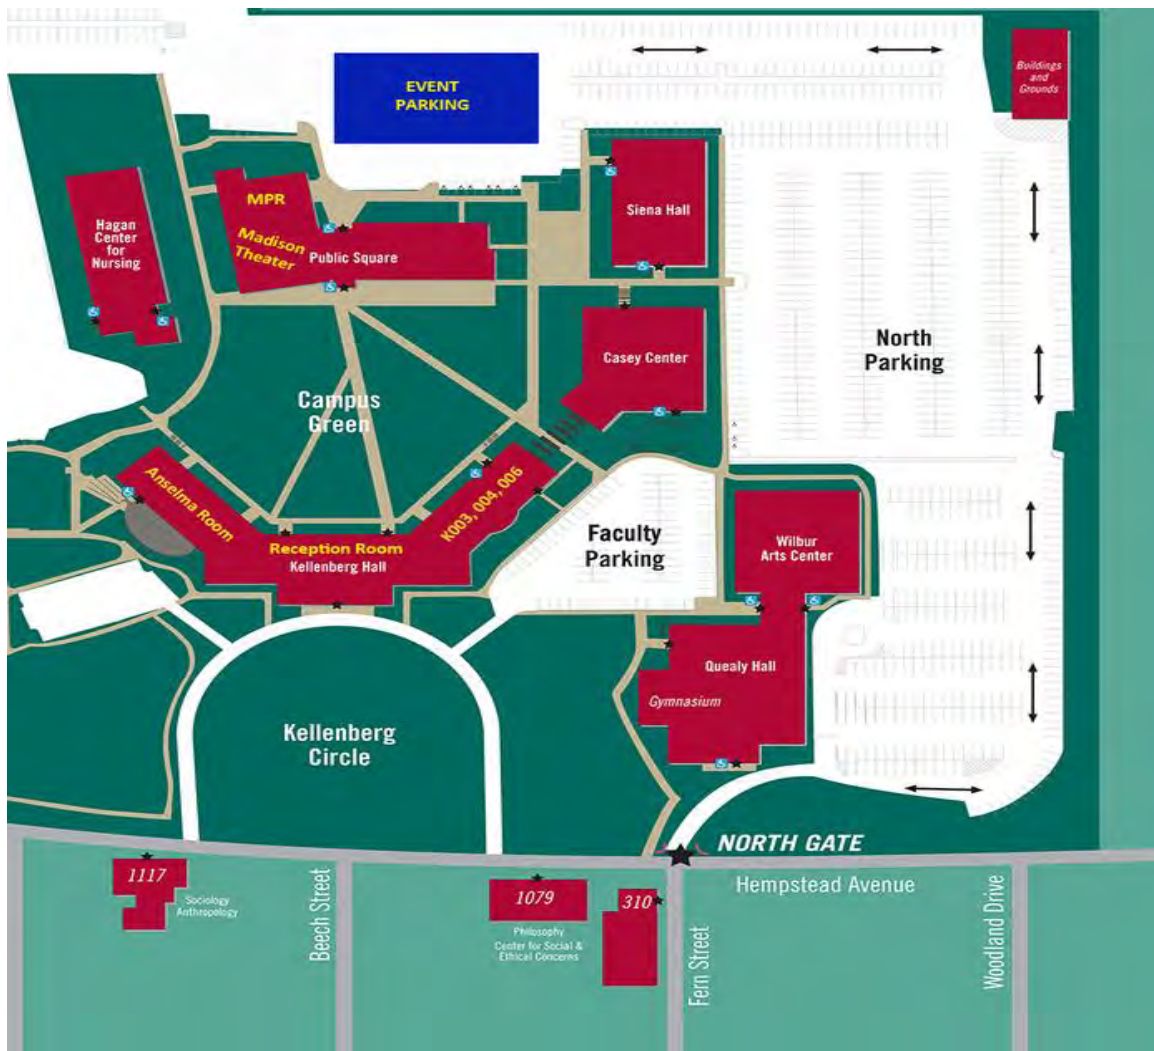 EVENT
PARKING
Buildings
and
Grounds
MPR
Madison
Theater
Public Square
Hagan
Center
for
Nursing
Siena Hall
Casey Center
North
Parking
Campus
Green
Anselma Room
K003, 004, 006
Reception Room
Kellenberg Hall
Faculty
Parking
Wilbur
Arts Center
Quealy Hall
Gymnasium
Kellenberg
Circle
NORTH GATE
Hempstead Avenue
1117
Sociology
Anthropology
Beech Street
1079
Philosophy
Center for Social &
Ethical Concerns
310
Fern Street
Woodland Drive